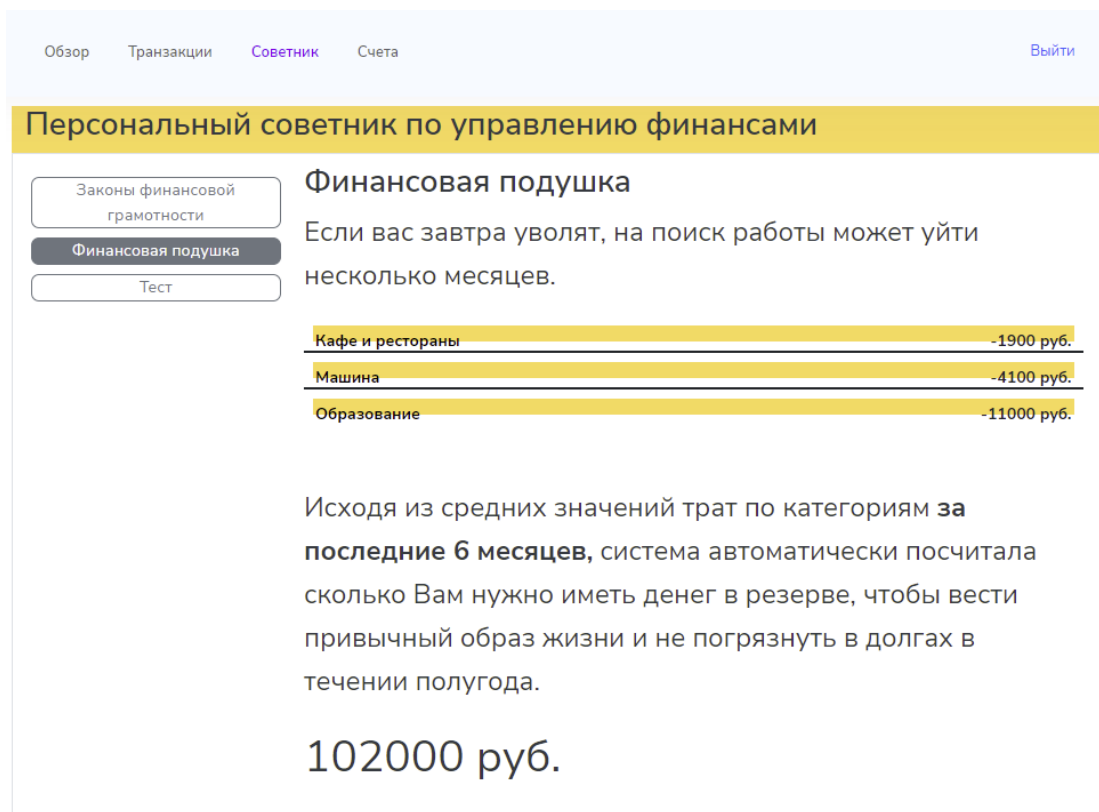 Обзор Транзакции Советник Счета Выйти
Персональный советник по управлению финансами
Законы финансовой
грамотности
Финансовая подушка
Тест
Финансовая подушка
Если вас завтра уволят, на поиск работы может уйти
несколько месяцев.
Кафе и рестораны -1900 руб.
Машина -4100 руб.
Образование -11000 руб.
Исходя из средних значений трат по категориям за
последние 6 месяцев, система автоматически посчитала
сколько Вам нужно иметь денег в резерве, чтобы вести
привычный образ жизни и не погрязнуть в долгах в
течении полугода.
102000 руб.